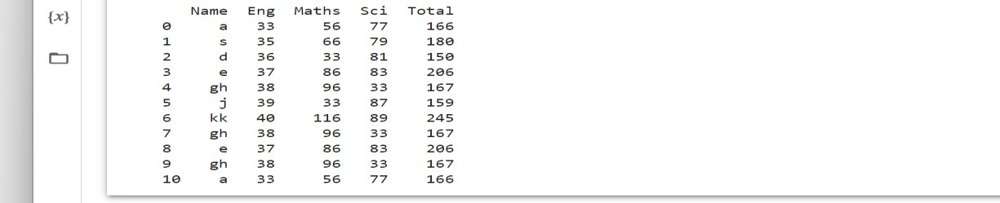 {x}
Name Eng Maths Sci Total
0 a 33 56 77 166
1 s 35 66 79 180
2 d 36 33 81 150
3 e 37 86 83 206
4 gh 38 96 33 167
5 j 39 33 87 159
6 kk 40 116 89 245
7 gh 38 96 33 167
8 e 37 86 83 206
9 gh 38 96 33 167
10 a 33 56 77 166